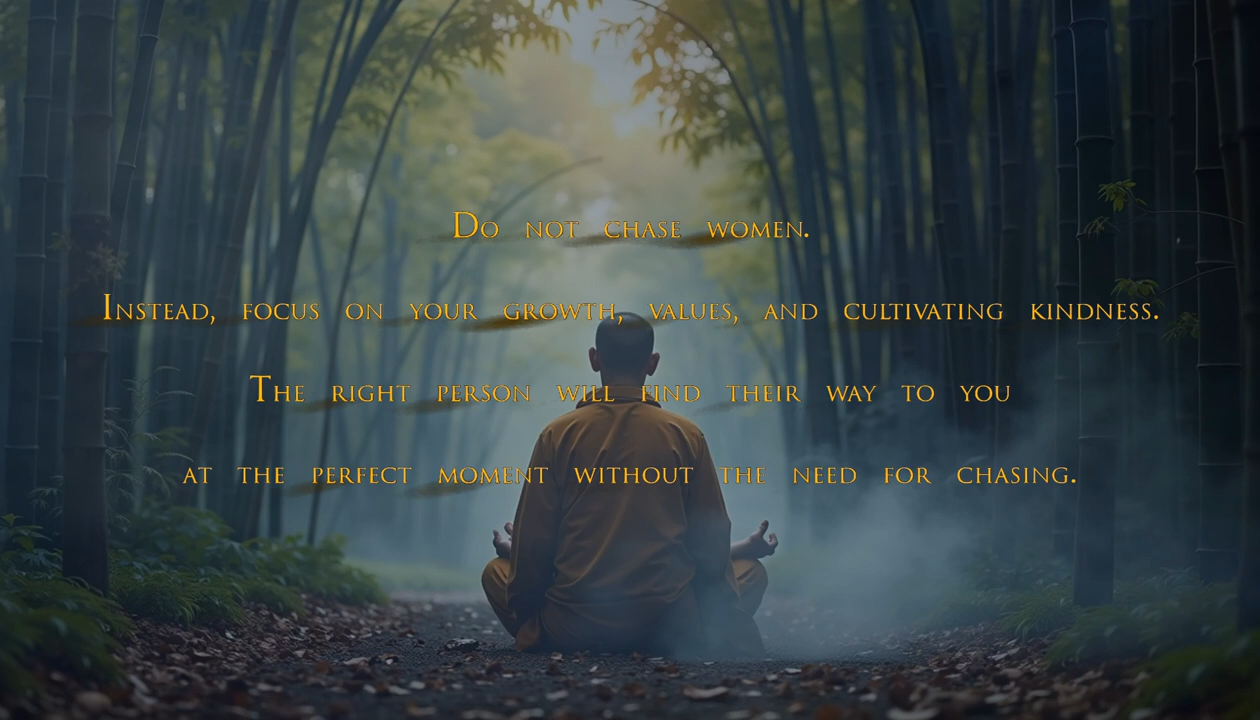 Do not chase women.
Instead, focus on your growth, values, and cultivating kindness.
The right person will find their way to you
at the perfect moment without the need for chasing.